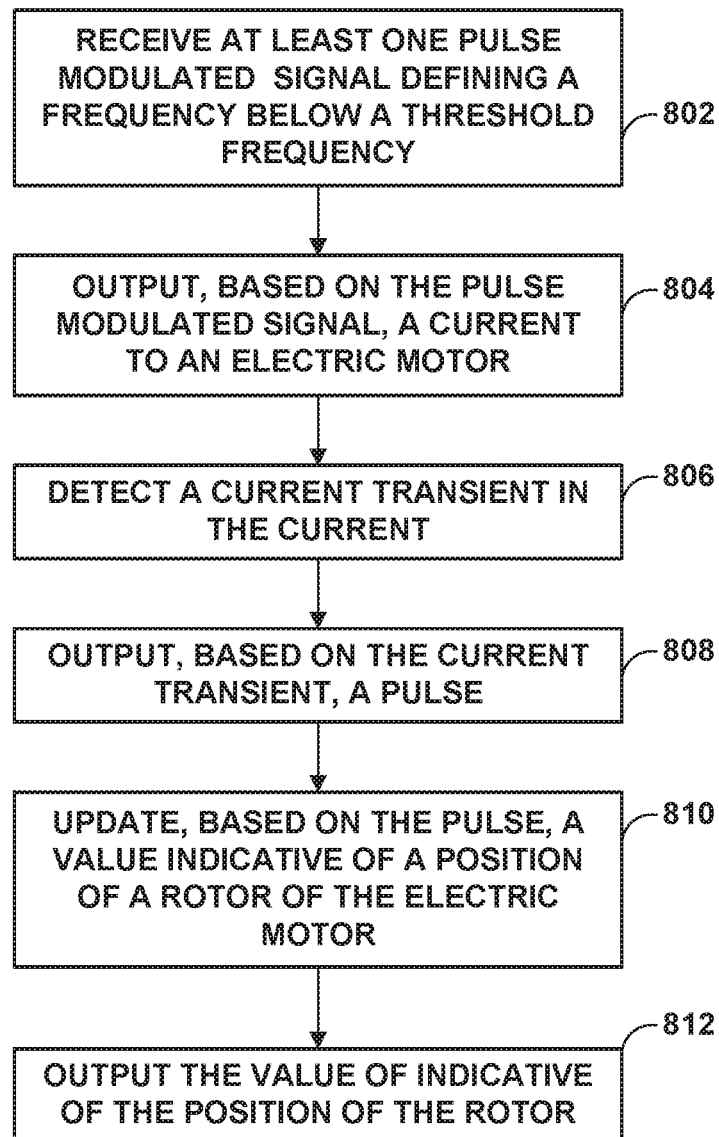 RECEIVE AT LEAST ONE PULSE
MODULATED SIGNAL DEFINING A
FREQUENCY BELOW A THRESHOLD
FREQUENCY
802
OUTPUT, BASED ON THE PULSE
MODULATED SIGNAL, A CURRENT
TO AN ELECTRIC MOTOR
804
DETECT A CURRENT TRANSIENT IN
THE CURRENT
806
OUTPUT, BASED ON THE CURRENT
TRANSIENT, A PULSE
808
UPDATE, BASED ON THE PULSE, A
VALUE INDICATIVE OF A POSITION
OF A ROTOR OF THE ELECTRIC
MOTOR
810
OUTPUT THE VALUE OF INDICATIVE
OF THE POSITION OF THE ROTOR
812